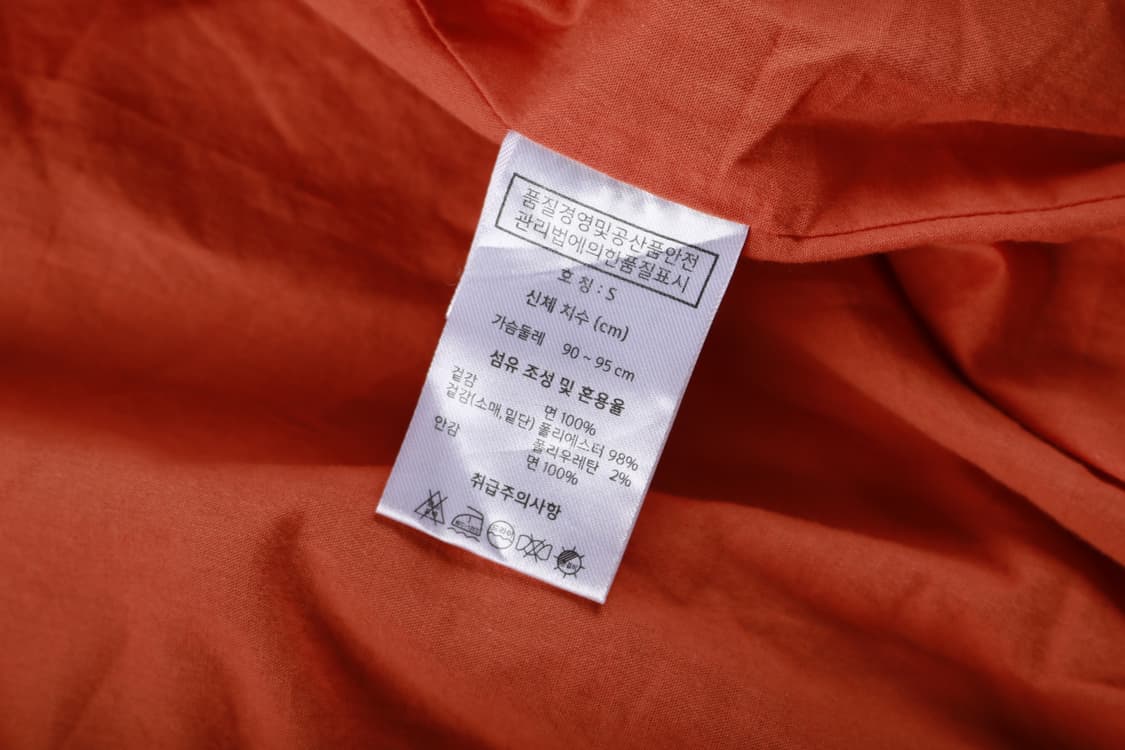 품질경영및공산품안전
관리법에의한품질표시
호 칭 : S
신체 치수 (cm)
가슴둘레 90 ~ 95 cm
섬유 조성 및 혼용율
겉감 면 100%
겉감(소매,밑단) 폴리에스터 98%
폴리우레탄 2%
안감 면 100%
취급주의사항
드라이